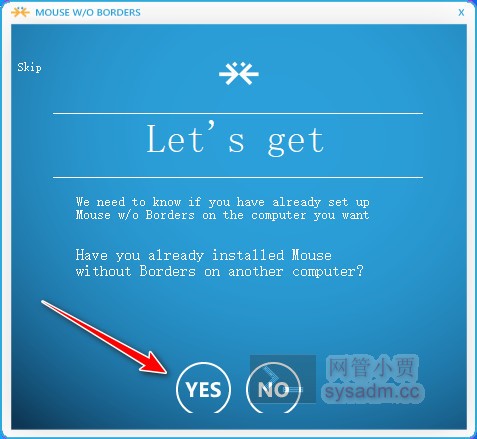 MOUSE W/O BORDERS
X
Skip
Let's get
We need to know if you have already set up
Mouse w/o Borders on the computer you want
Have you already installed Mouse
without Borders on another computer?
YES
NO
网管小贾
sysadm.cc